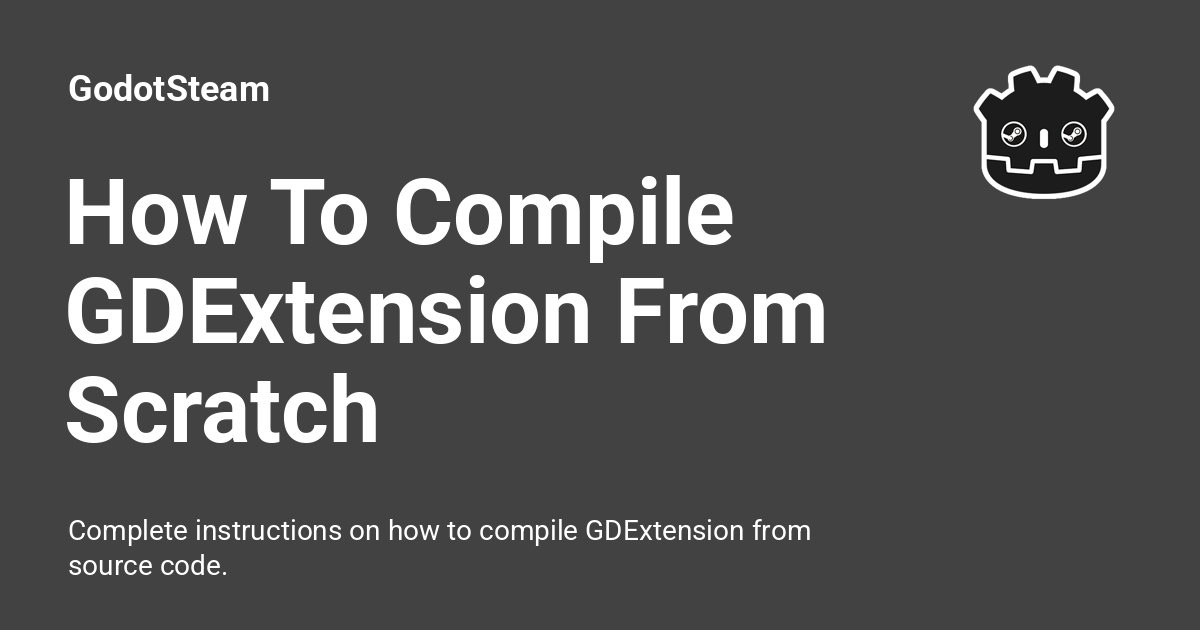 GodotSteam
How To Compile
GDExtension From
Scratch
Complete instructions on how to compile GDExtension from
source code.